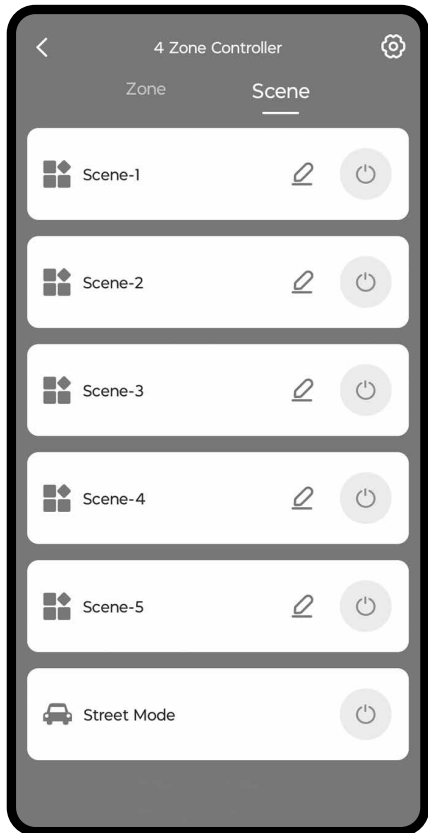 4 Zone Controller
Zone Scene
Scene-1
Scene-2
Scene-3
Scene-4
Scene-5
Street Mode